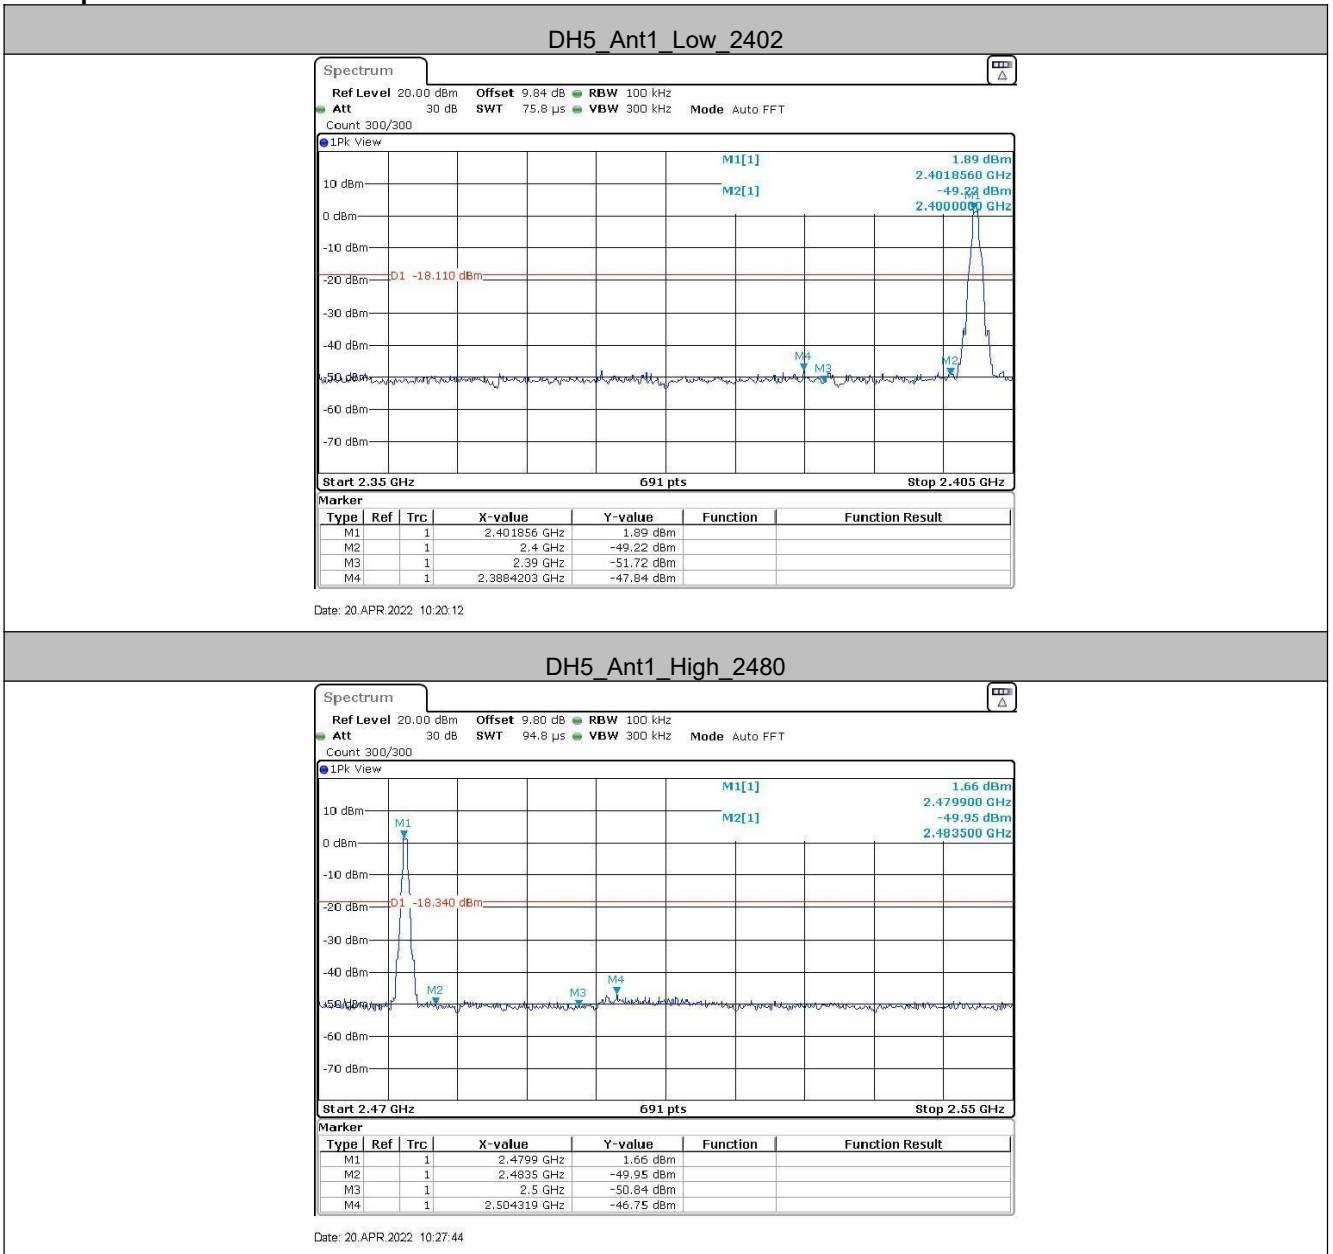 DH5_Ant1_Low_2402
Spectrum
Ref Level 20.00 dBm Offset 9.84 dB RBW 100 kHz
Att 30 dB SWT 75.8 µs VBW 300 kHz Mode Auto FFT
Count 300/300
1Pk View
M1[1] 1.89 dBm
2.4018560 GHz
M2[1] -49.22 dBm
2.4000000 GHz
M1
10 dBm
0 dBm
-10 dBm
D1 -18.110 dBm
-20 dBm
-30 dBm
-40 dBm
M4
M3
M2
-50 dBm
-60 dBm
-70 dBm
Start 2.35 GHz 691 pts Stop 2.405 GHz
Marker
Type Ref Trc X-value Y-value Function Function Result
M1 1 2.401856 GHz 1.89 dBm
M2 1 2.4 GHz -49.22 dBm
M3 1 2.39 GHz -51.72 dBm
M4 1 2.3884203 GHz -47.84 dBm
Date: 20.APR.2022 10:20:12
DH5_Ant1_High_2480
Spectrum
Ref Level 20.00 dBm Offset 9.80 dB RBW 100 kHz
Att 30 dB SWT 94.8 µs VBW 300 kHz Mode Auto FFT
Count 300/300
1Pk View
M1[1] 1.66 dBm
2.479900 GHz
M2[1] -49.95 dBm
2.483500 GHz
10 dBm
M1
0 dBm
-10 dBm
D1 -18.340 dBm
-20 dBm
-30 dBm
-40 dBm
M4
M2
M3
-50 dBm
-60 dBm
-70 dBm
Start 2.47 GHz 691 pts Stop 2.55 GHz
Marker
Type Ref Trc X-value Y-value Function Function Result
M1 1 2.4799 GHz 1.66 dBm
M2 1 2.4835 GHz -49.95 dBm
M3 1 2.5 GHz -50.84 dBm
M4 1 2.504319 GHz -46.75 dBm
Date: 20.APR.2022 10:27:44